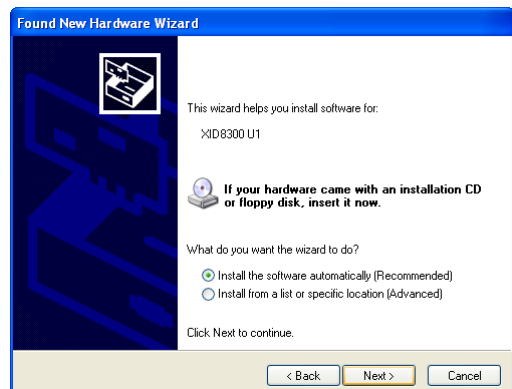 Found New Hardware Wizard
This wizard helps you install software for:
XID8300 U1
If your hardware came with an installation CD
or floppy disk, insert it now.
What do you want the wizard to do?
Install the software automatically (Recommended)
Install from a list or specific location (Advanced)
Click Next to continue.
< Back Next > Cancel